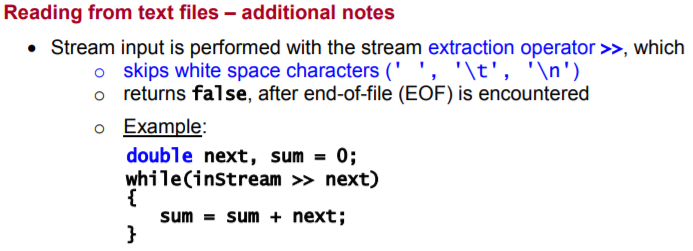 Reading from text files – additional notes
• Stream input is performed with the stream extraction operator >>, which
o skips white space characters (' ', '\t', '\n')
o returns false, after end-of-file (EOF) is encountered
o Example:
double next, sum = 0;
while(inStream >> next)
{
sum = sum + next;
}